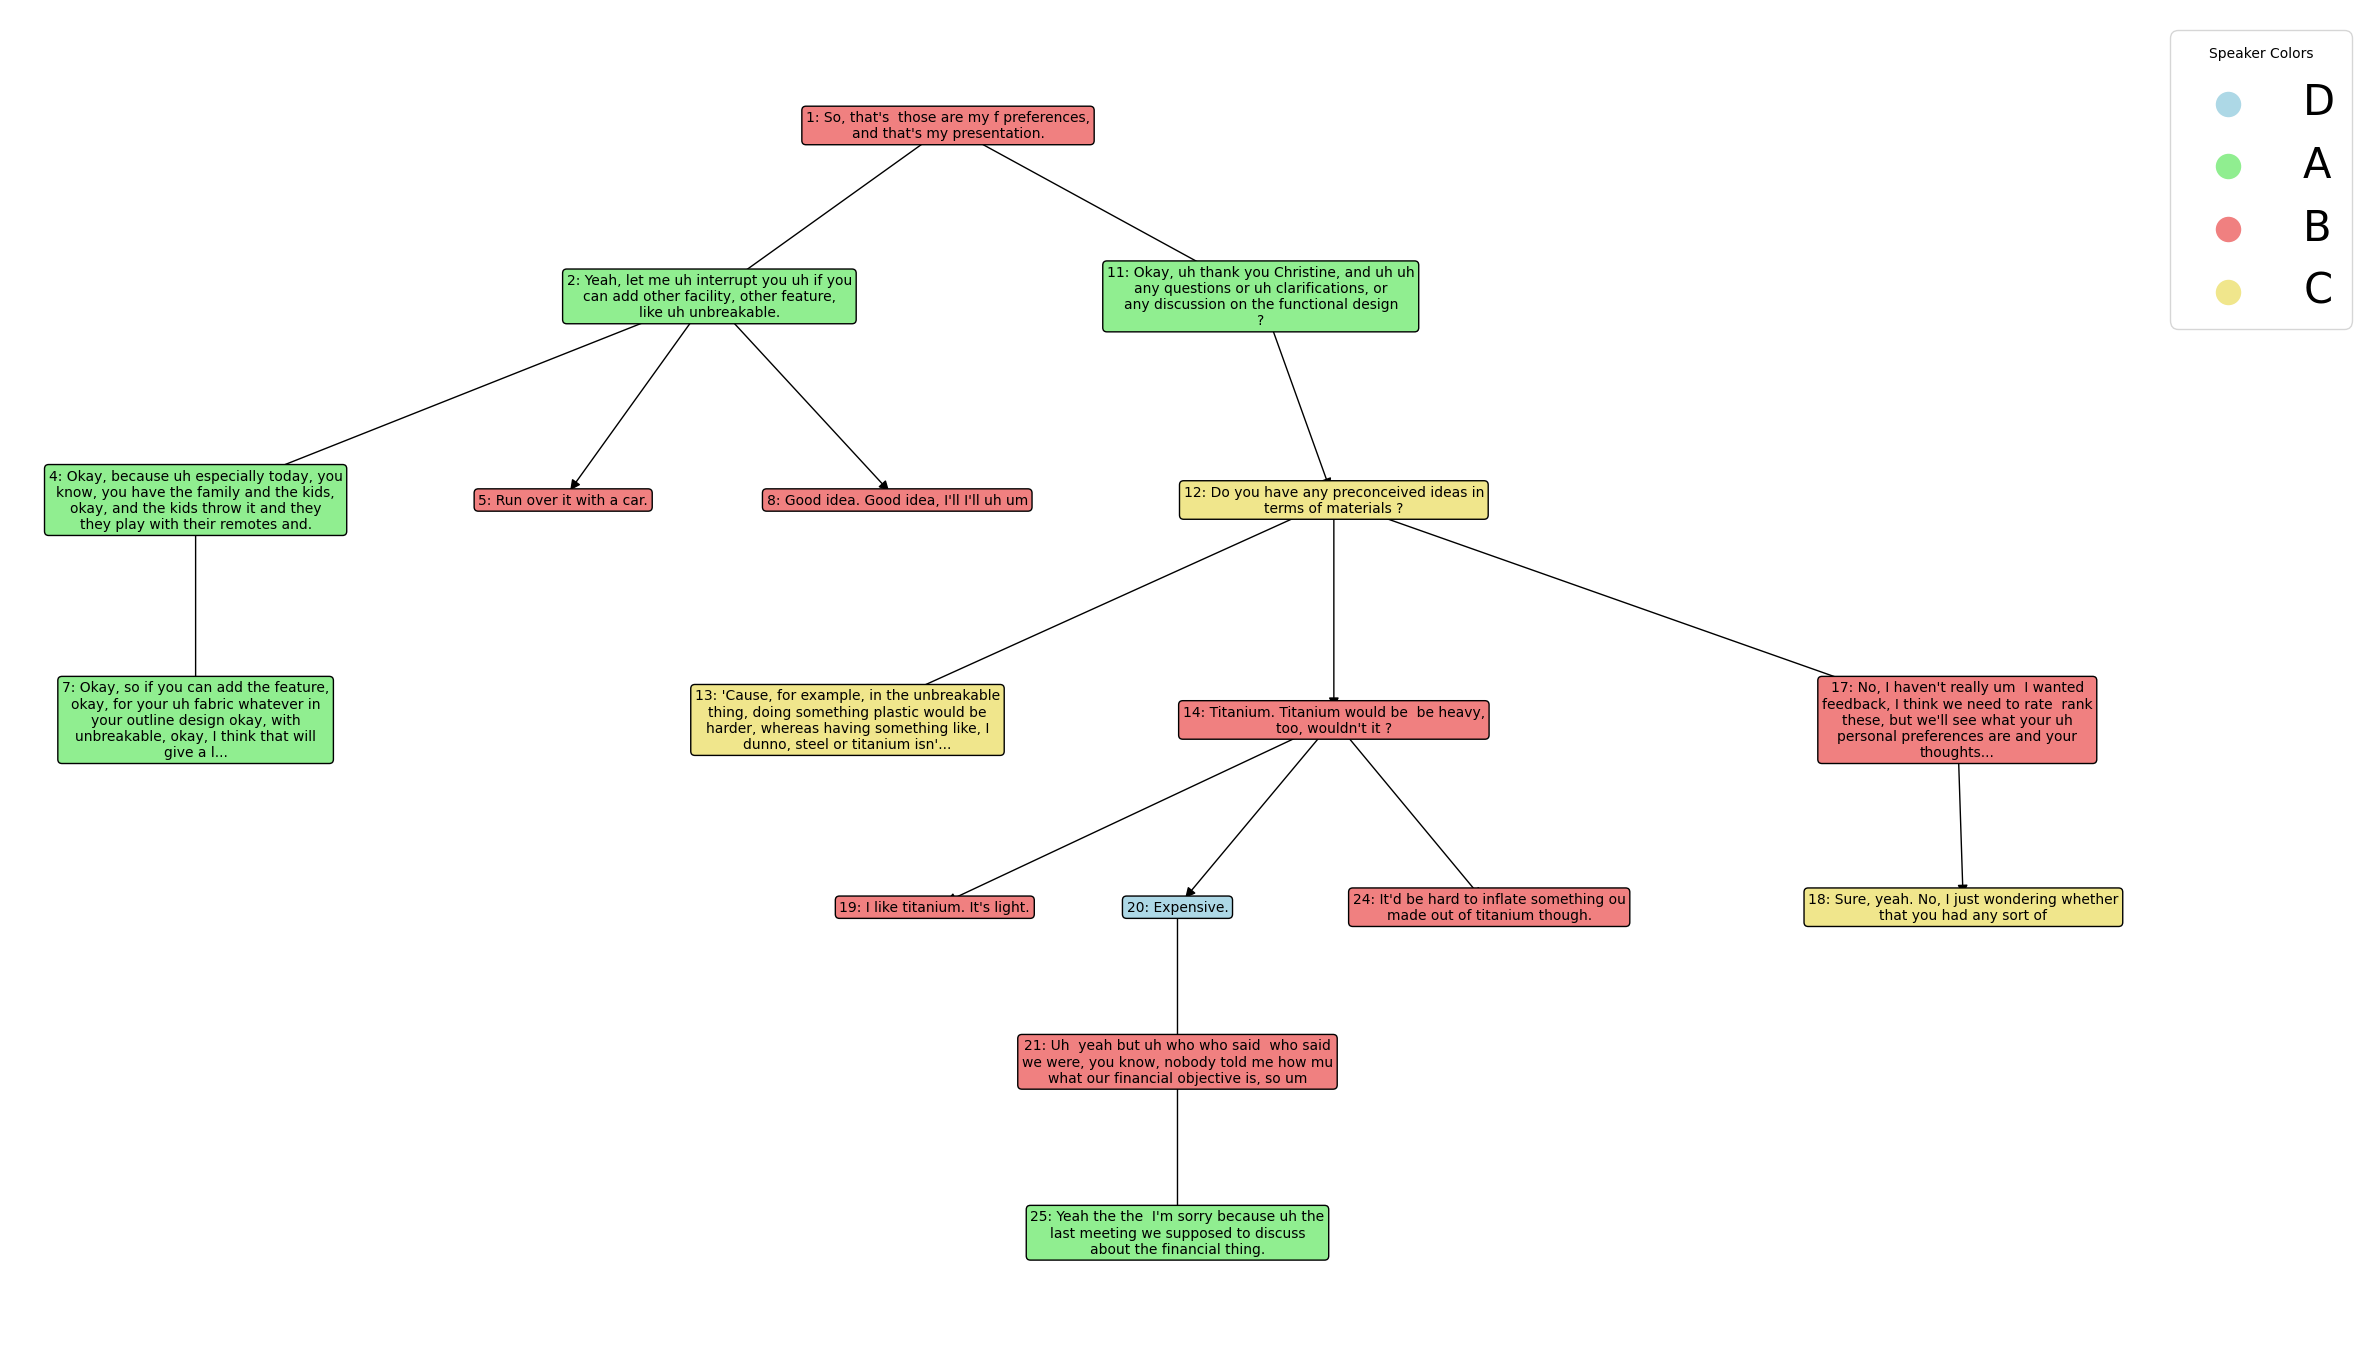 Speaker Colors
D
A
B
C
1: So, that's  those are my f preferences,
and that's my presentation.
2: Yeah, let me uh interrupt you uh if you
can add other facility, other feature,
like uh unbreakable.
11: Okay, uh thank you Christine, and uh uh
any questions or uh clarifications, or
any discussion on the functional design
?
4: Okay, because uh especially today, you
know, you have the family and the kids,
okay, and the kids throw it and they
they play with their remotes and.
5: Run over it with a car.
8: Good idea. Good idea, I'll I'll uh um
12: Do you have any preconceived ideas in
terms of materials ?
7: Okay, so if you can add the feature,
okay, for your uh fabric whatever in
your outline design okay, with
unbreakable, okay, I think that will
give a l...
13: 'Cause, for example, in the unbreakable
thing, doing something plastic would be
harder, whereas having something like, I
dunno, steel or titanium isn'...
14: Titanium. Titanium would be  be heavy,
too, wouldn't it ?
17: No, I haven't really um  I wanted
feedback, I think we need to rate  rank
these, but we'll see what your uh
personal preferences are and your
thoughts...
19: I like titanium. It's light.
20: Expensive.
24: It'd be hard to inflate something ou
made out of titanium though.
18: Sure, yeah. No, I just wondering whether
that you had any sort of
21: Uh  yeah but uh who who said  who said
we were, you know, nobody told me how mu
what our financial objective is, so um
25: Yeah the the  I'm sorry because uh the
last meeting we supposed to discuss
about the financial thing.